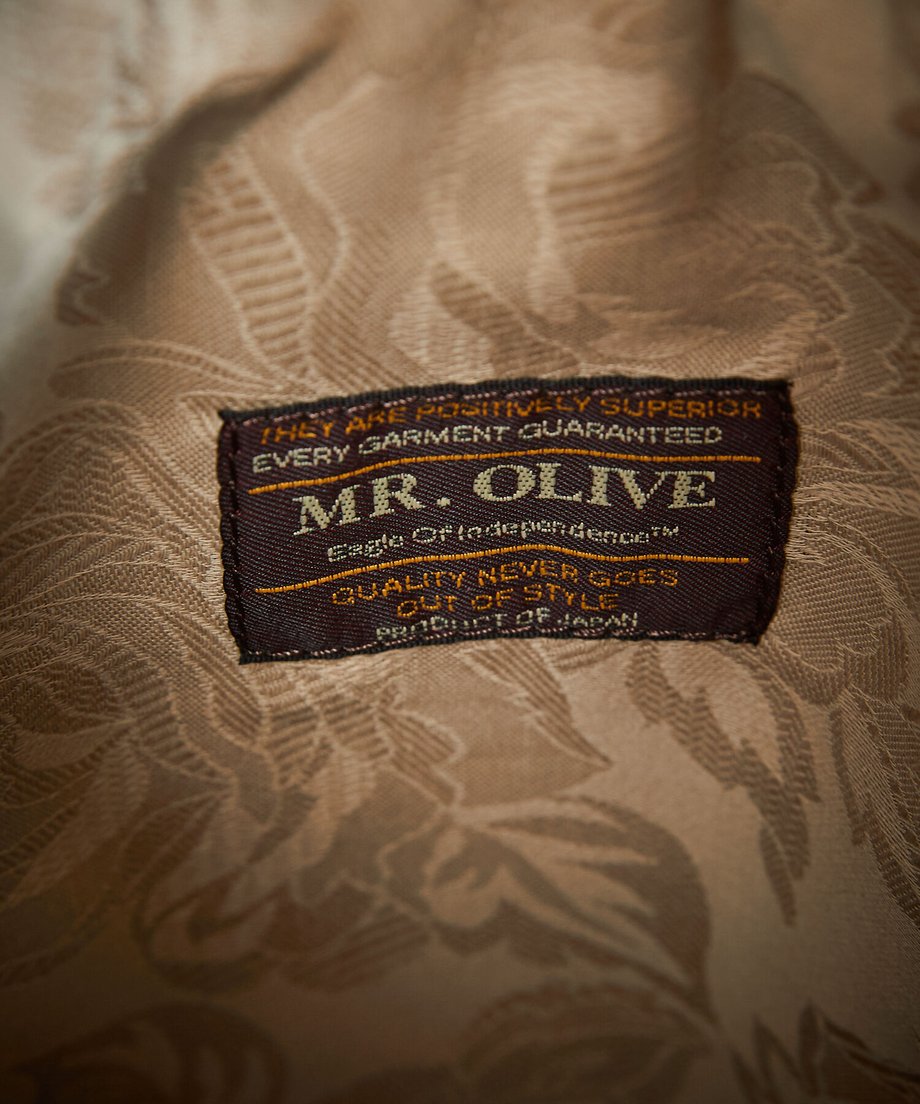 THEY ARE POSITIVELY SUPERIOR
EVERY GARMENT GUARANTEED
MR. OLIVE
Eagle Of Independence™
QUALITY NEVER GOES
OUT OF STYLE
PRODUCT OF JAPAN